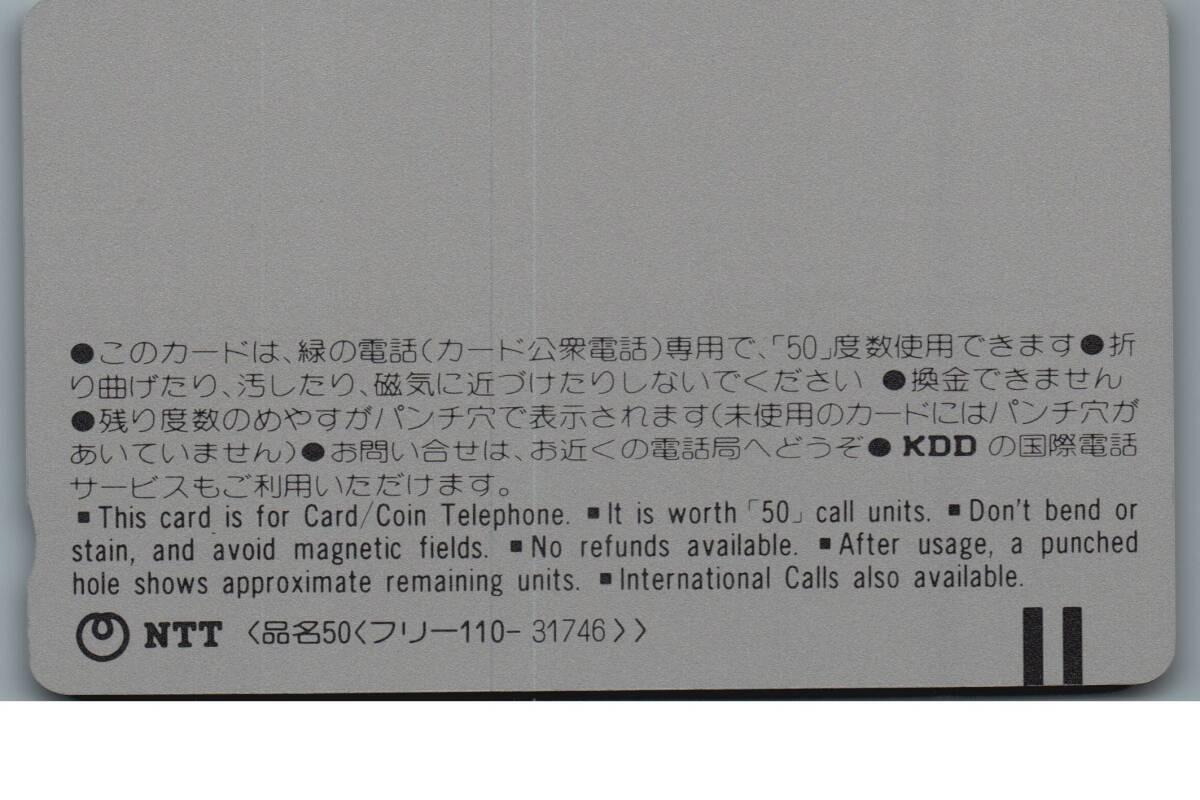 ●このカードは、緑の電話(カード公衆電話)専用で、「50」度数使用できます●折
り曲げたり、汚したり、磁気に近づけたりしないでください ●換金できません
●残り度数のめやすがパンチ穴で表示されます(未使用のカードにはパンチ穴が
あいていません)●お問い合せは、お近くの電話局へどうぞ● KDD の国際電話
サービスもご利用いただけます。
▪This card is for Card/Coin Telephone. ▪It is worth「50」call units. ▪Don't bend or
stain, and avoid magnetic fields. ▪No refunds available. ▪After usage, a punched
hole shows approximate remaining units. ▪International Calls also available.
NTT 〈品名50〈フリー110- 31746〉〉